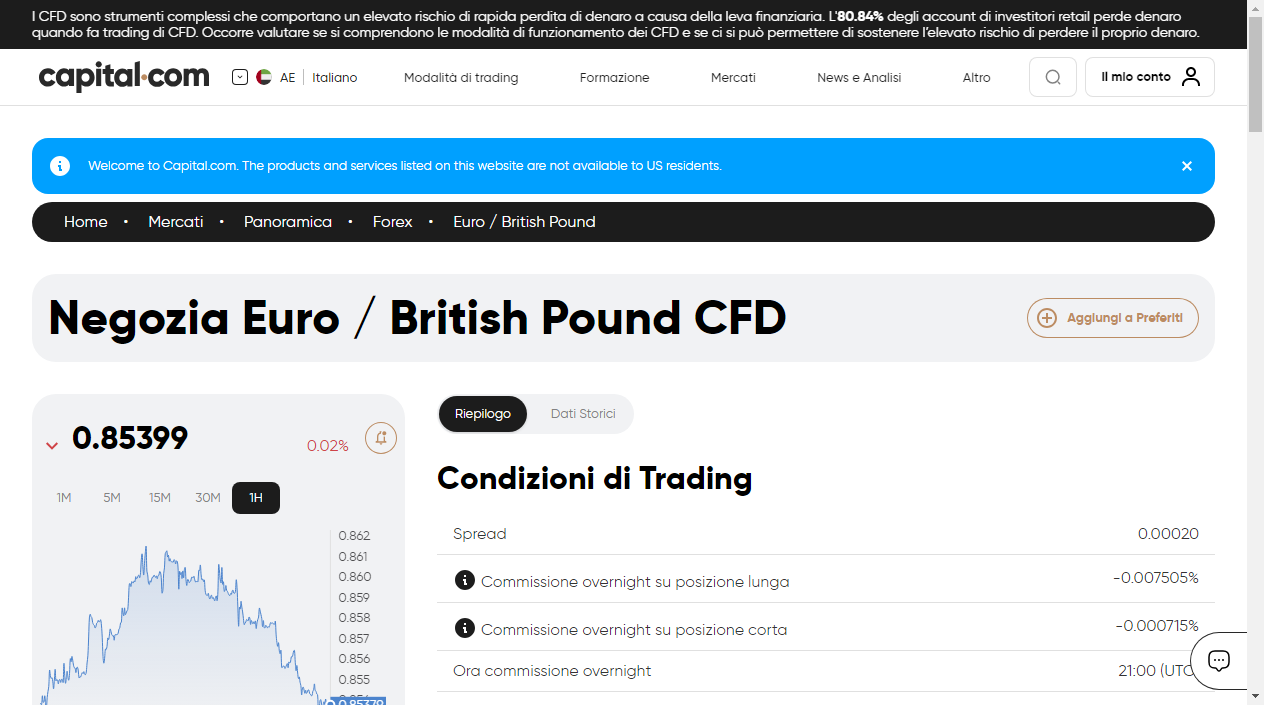 I CFD sono strumenti complessi che comportano un elevato rischio di rapida perdita di denaro a causa della leva finanziaria. L'80.84% degli account di investitori retail perde denaro
quando fa trading di CFD. Occorre valutare se si comprendono le modalità di funzionamento dei CFD e se ci si può permettere di sostenere l'elevato rischio di perdere il proprio denaro.
capital.com AE Italiano Modalità di trading Formazione Mercati News e Analisi Altro Il mio conto
Welcome to Capital.com. The products and services listed on this website are not available to US residents.
Home • Mercati • Panoramica • Forex • Euro / British Pound
Negozia Euro / British Pound CFD
Aggiungi a Preferiti
0.85399 0.02%
1M 5M 15M 30M 1H
0.862
0.861
0.860
0.859
0.858
0.857
0.856
0.855
Riepilogo Dati Storici
Condizioni di Trading
Spread 0.00020
Commissione overnight su posizione lunga -0.007505%
Commissione overnight su posizione corta -0.000715%
Ora commissione overnight 21:00 (UTC